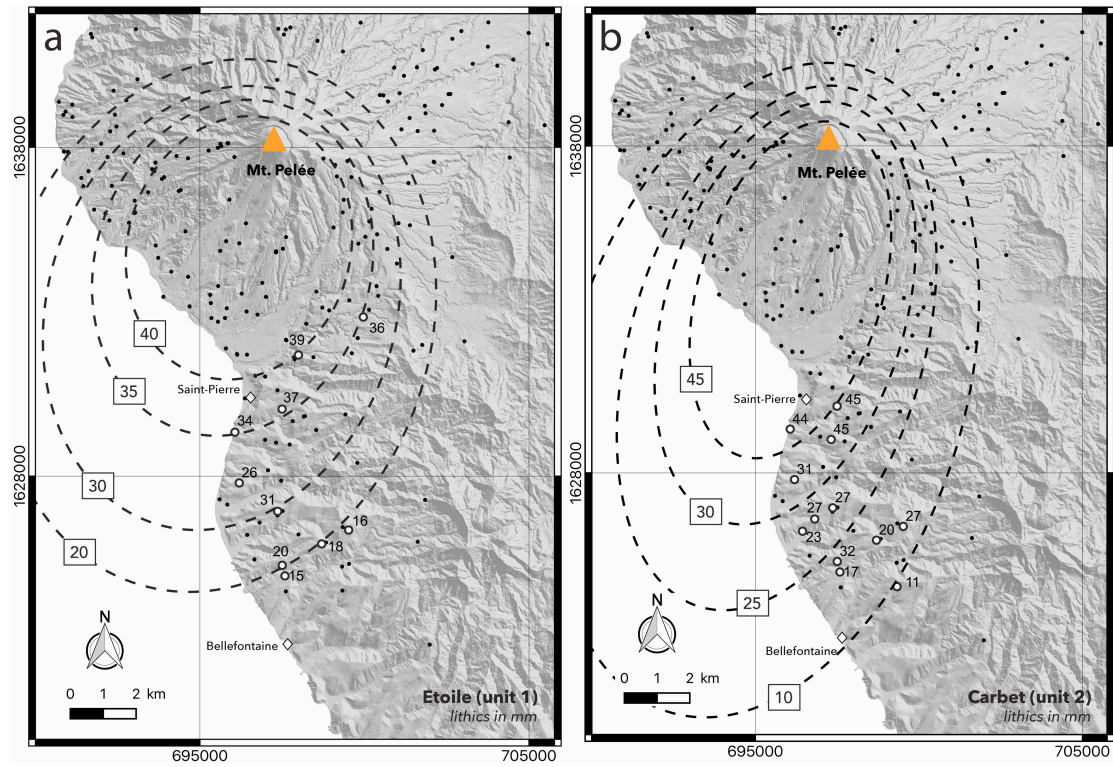 a
1638000
1628000
Mt. Pelée
40
35
30
20
39
36
37
34
26
31
16
18
20
15
Saint-Pierre
Bellefontaine
N
0 1 2 km
Etoile (unit 1)
lithics in mm
695000
705000
b
1638000
1628000
Mt. Pelée
45
30
25
10
45
44
45
31
27
27
27
23
20
32
17
11
Saint-Pierre
Bellefontaine
N
0 1 2 km
Carbet (unit 2)
lithics in mm
695000
705000